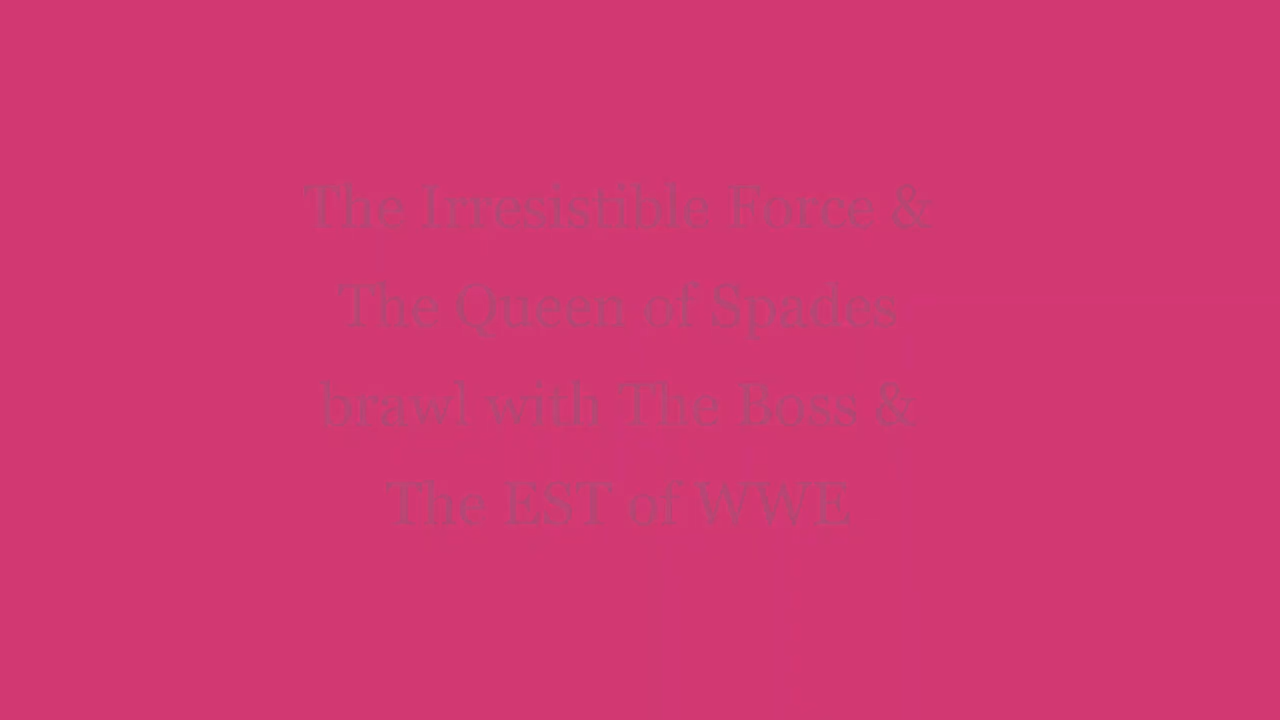 The Irresistible Force &
The Queen of Spades
brawl with The Boss &
The EST of WWE